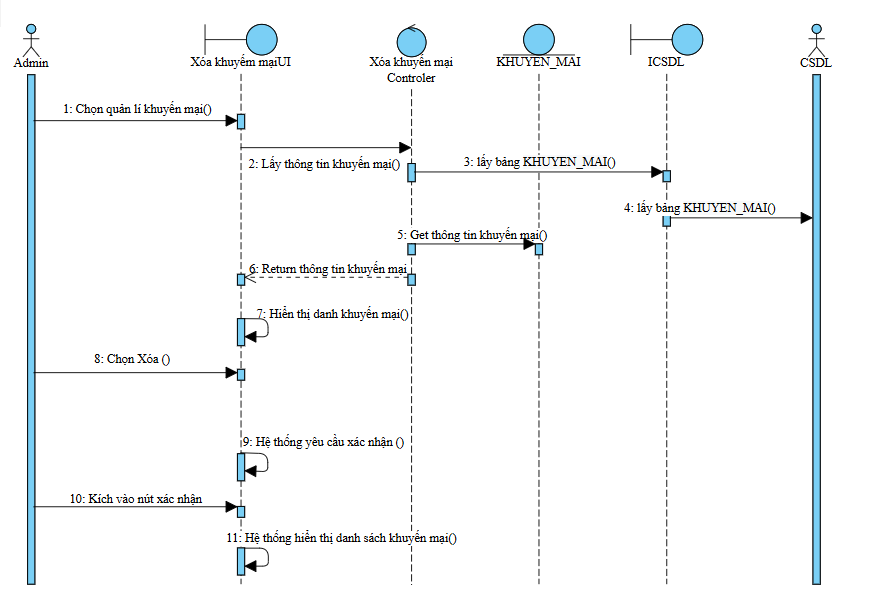 Admin
Xóa khuyếm mạiUI
Xóa khuyến mại
Controler
KHUYEN_MAI
ICSDL
CSDL
1: Chọn quản lí khuyến mại()
2: Lấy thông tin khuyến mại()
3: lấy bảng KHUYEN_MAI()
4: lấy bảng KHUYEN_MAI()
5: Get thông tin khuyến mại()
6: Return thông tin khuyến mại
7: Hiển thị danh khuyến mại()
8: Chọn Xóa ()
9: Hệ thống yêu cầu xác nhận ()
10: Kích vào nút xác nhận
11: Hệ thống hiển thị danh sách khuyến mại()